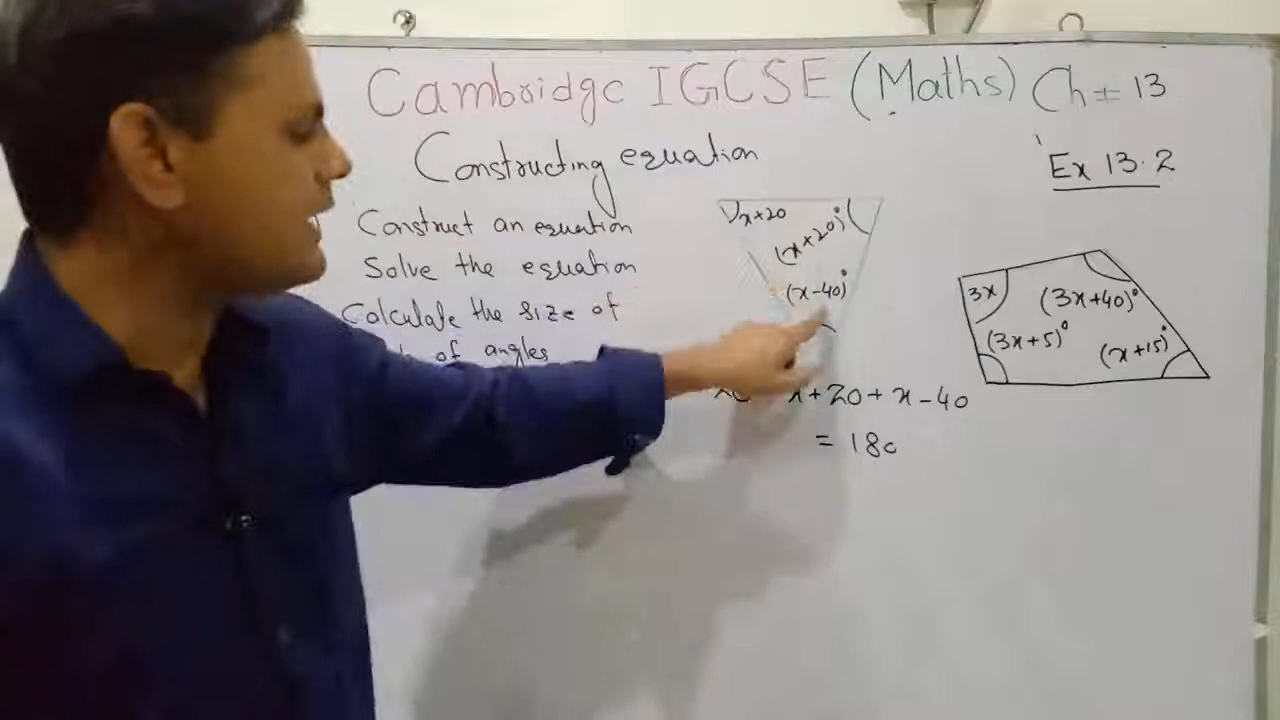 Cambridge IGCSE (Maths) Ch = 13
Constructing equation
Ex 13.2
Construct an equation
Solve the equation
Calculate the size of
of angles
x+20
(x+20)°
(x-40)°
x+20+x-40
= 180
3x
(3x+40)°
(3x+5)°
(x+15)°